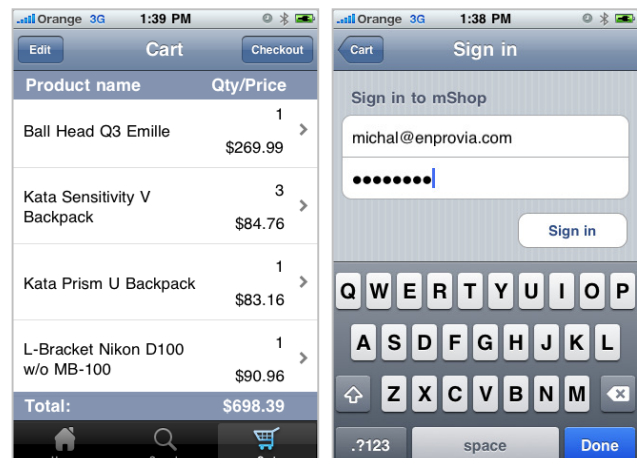 Orange 3G 1:39 PM
Edit Cart Checkout
Product name Qty/Price
Ball Head Q3 Emille
1
$269.99
Kata Sensitivity V
Backpack
3
$84.76
Kata Prism U Backpack
1
$83.16
L-Bracket Nikon D100
w/o MB-100
1
$90.96
Total: $698.39
Orange 3G 1:38 PM
Cart Sign in
Sign in to mShop
michal@enprovia.com
Sign in
Q W E R T Y U I O P
A S D F G H J K L
Z X C V B N M
.?123 space Done